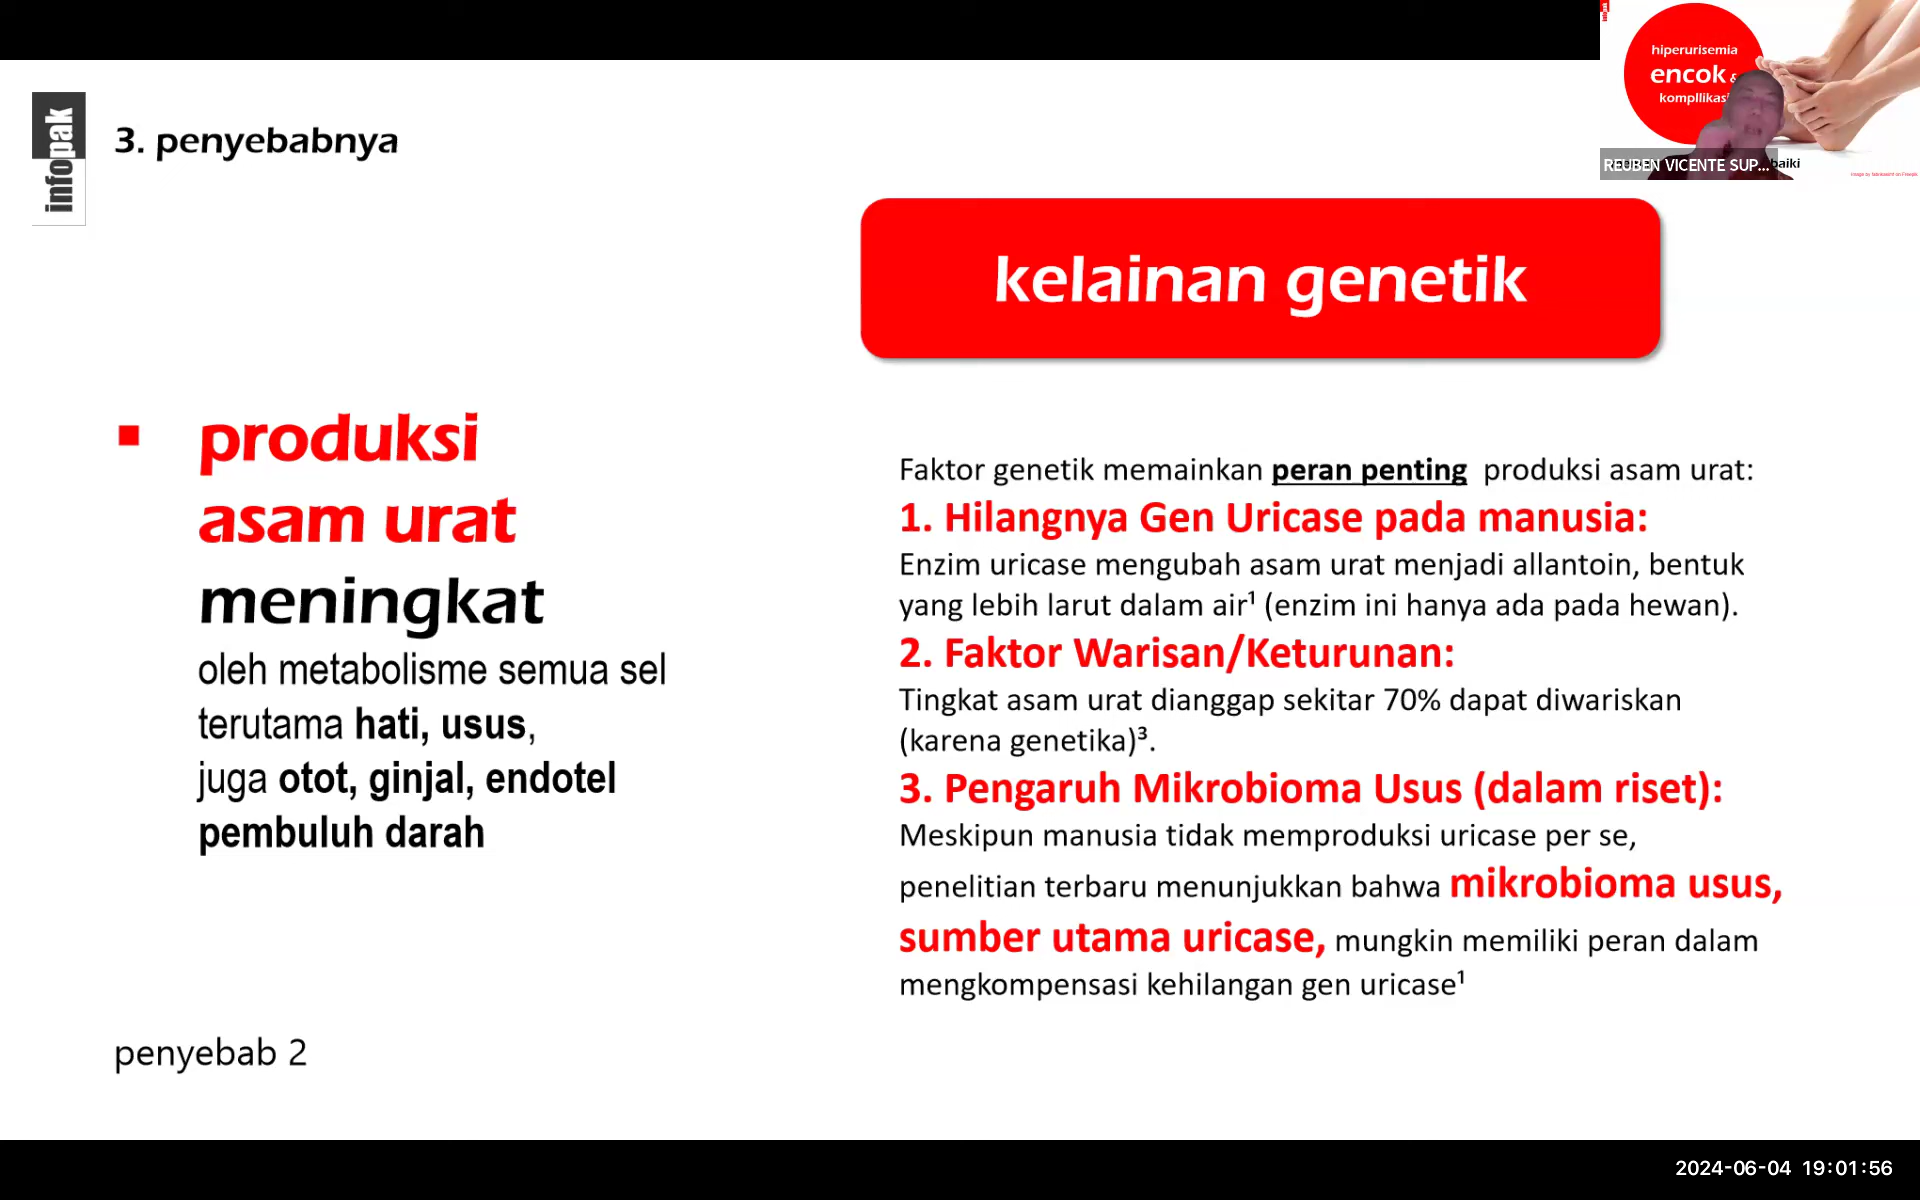 infopak
3. penyebabnya
hiperurisemia
encok &
komplikasi
REUBEN VICENTE SUP...
baiki
kelainan genetik
▪ produksi
asam urat
meningkat
oleh metabolisme semua sel
terutama hati, usus,
juga otot, ginjal, endotel
pembuluh darah
penyebab 2
Faktor genetik memainkan peran penting produksi asam urat:
1. Hilangnya Gen Uricase pada manusia:
Enzim uricase mengubah asam urat menjadi allantoin, bentuk
yang lebih larut dalam air¹ (enzim ini hanya ada pada hewan).
2. Faktor Warisan/Keturunan:
Tingkat asam urat dianggap sekitar 70% dapat diwariskan
(karena genetika)³.
3. Pengaruh Mikrobioma Usus (dalam riset):
Meskipun manusia tidak memproduksi uricase per se,
penelitian terbaru menunjukkan bahwa mikrobioma usus,
sumber utama uricase, mungkin memiliki peran dalam
mengkompensasi kehilangan gen uricase¹
2024-06-04 19:01:56